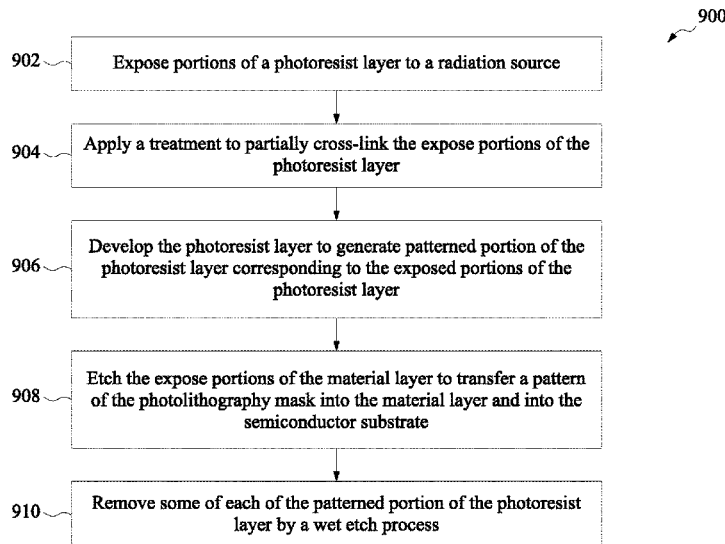 900
902
Expose portions of a photoresist layer to a radiation source
904
Apply a treatment to partially cross-link the expose portions of the
photoresist layer
906
Develop the photoresist layer to generate patterned portion of the
photoresist layer corresponding to the exposed portions of the
photoresist layer
908
Etch the expose portions of the material layer to transfer a pattern
of the photolithography mask into the material layer and into the
semiconductor substrate
910
Remove some of each of the patterned portion of the photoresist
layer by a wet etch process